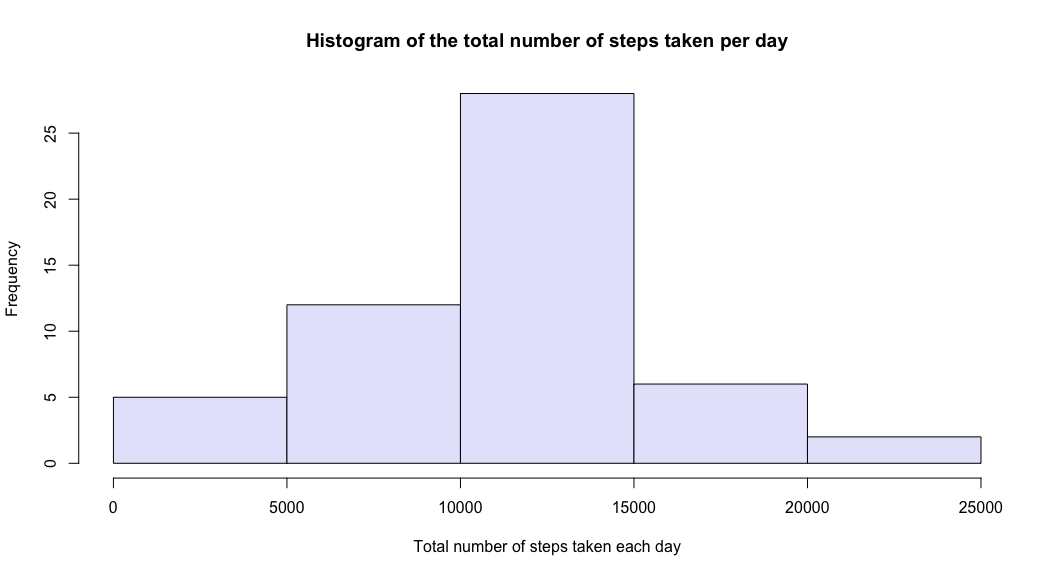 Histogram of the total number of steps taken per day
Frequency
25
20
15
10
5
0
0 5000 10000 15000 20000 25000
Total number of steps taken each day